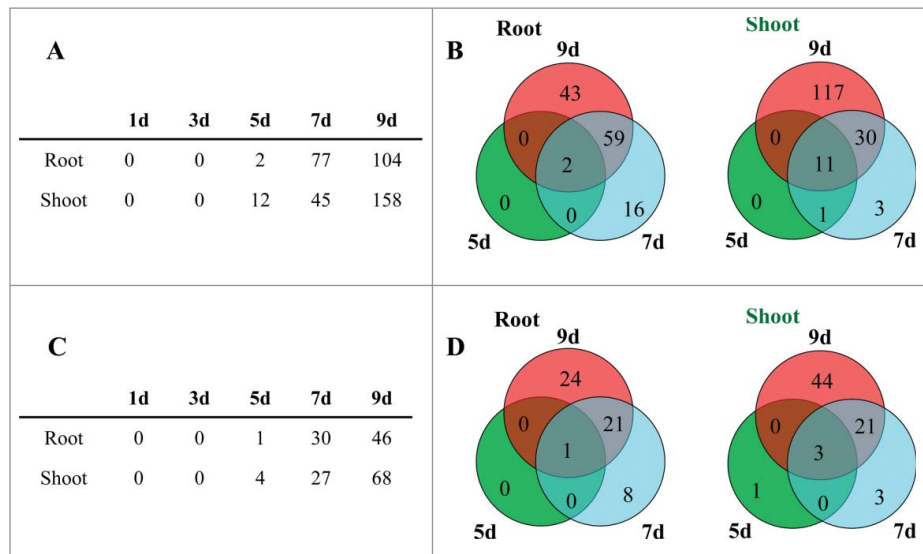 A
1d 3d 5d 7d 9d
Root 0 0 2 77 104
Shoot 0 0 12 45 158
B
Root
9d
43
0 59
2
0 0 16
5d 7d
Shoot
9d
117
0 30
11
0 1 3
5d 7d
C
1d 3d 5d 7d 9d
Root 0 0 1 30 46
Shoot 0 0 4 27 68
D
Root
9d
24
0 21
1
0 0 8
5d 7d
Shoot
9d
44
0 21
3
1 0 3
5d 7d